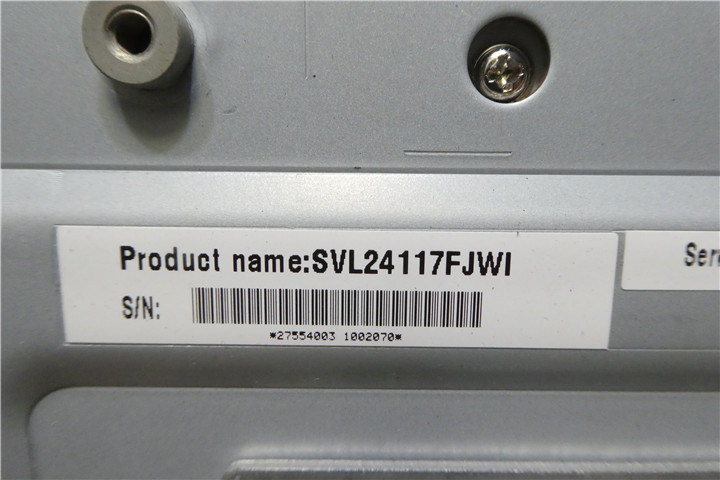 Product name:SVL24117FJWI
S/N:
*27554003 1002070*